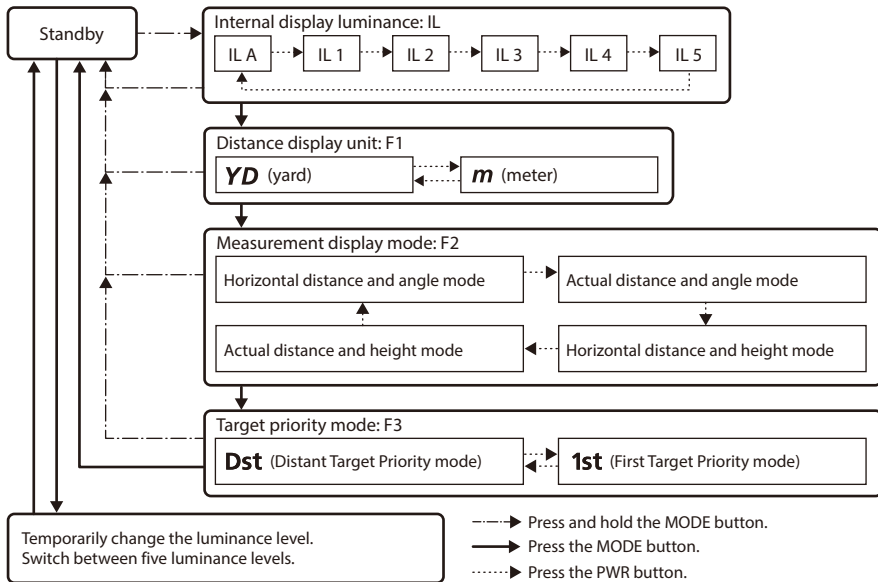 Standby
Internal display luminance: IL
IL A
IL 1
IL 2
IL 3
IL 4
IL 5
Distance display unit: F1
YD (yard)
m (meter)
Measurement display mode: F2
Horizontal distance and angle mode
Actual distance and angle mode
Actual distance and height mode
Horizontal distance and height mode
Target priority mode: F3
Dst (Distant Target Priority mode)
1st (First Target Priority mode)
Temporarily change the luminance level.
Switch between five luminance levels.
Press and hold the MODE button.
Press the MODE button.
Press the PWR button.